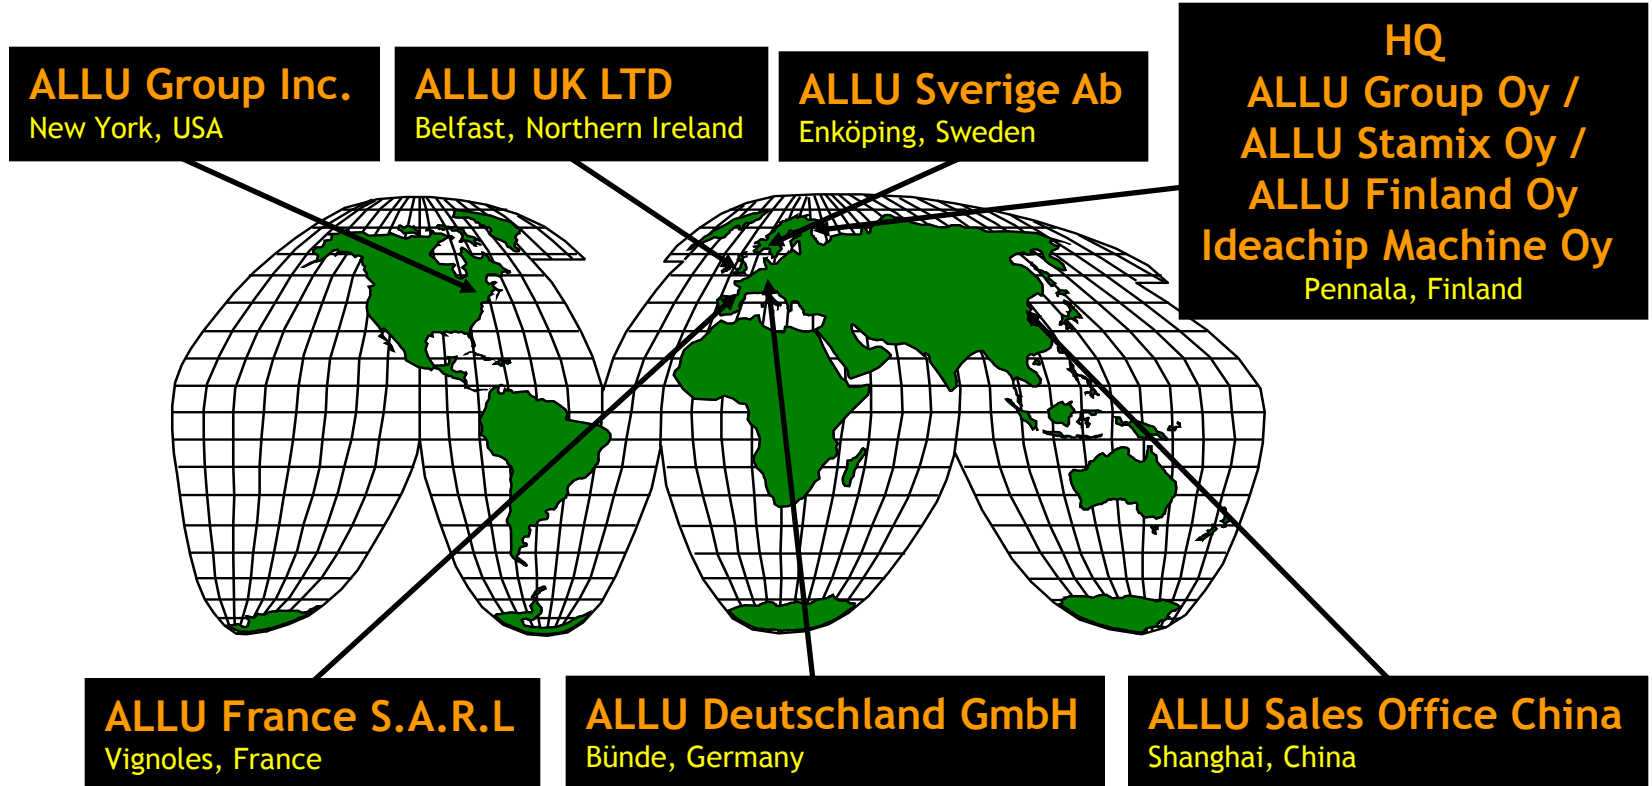 ALLU Group Inc.
New York, USA
ALLU UK LTD
Belfast, Northern Ireland
ALLU Sverige Ab
Enköping, Sweden
HQ
ALLU Group Oy /
ALLU Stamix Oy /
ALLU Finland Oy
Ideachip Machine Oy
Pennala, Finland
ALLU France S.A.R.L
Vignoles, France
ALLU Deutschland GmbH
Bünde, Germany
ALLU Sales Office China
Shanghai, China